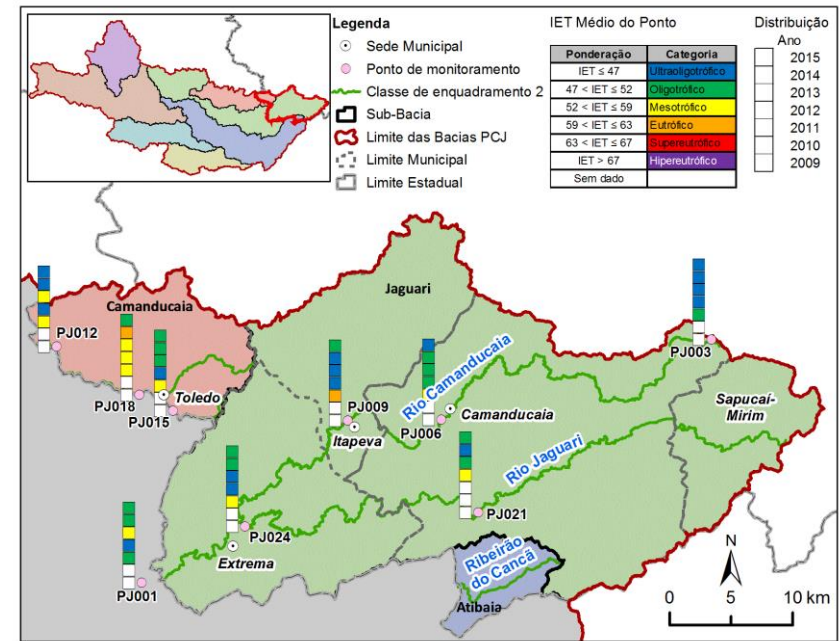 Legenda
Sede Municipal
Ponto de monitoramento
Classe de enquadramento 2
Sub-Bacia
Limite das Bacias PCJ
Limite Municipal
Limite Estadual
IET Médio do Ponto
Ponderação Categoria
IET ≤ 47 Ultraoligotrófico
47 < IET ≤ 52 Oligotrófico
52 < IET ≤ 59 Mesotrófico
59 < IET ≤ 63 Eutrófico
63 < IET ≤ 67 Supereutrófico
IET > 67 Hipereutrófico
Sem dado
Distribuição
Ano
2015
2014
2013
2012
2011
2010
2009
Jaguari
Camanducaia
PJ012
PJ003
PJ018
Toledo
PJ015
Rio Camanducaia
PJ009
Itapeva
PJ006
Camanducaia
Sapucaí-
Mirim
Rio Jaguari
PJ024
PJ021
Extrema
PJ001
Ribeirão
do Cancã
Atibaia
N
0 5 10 km